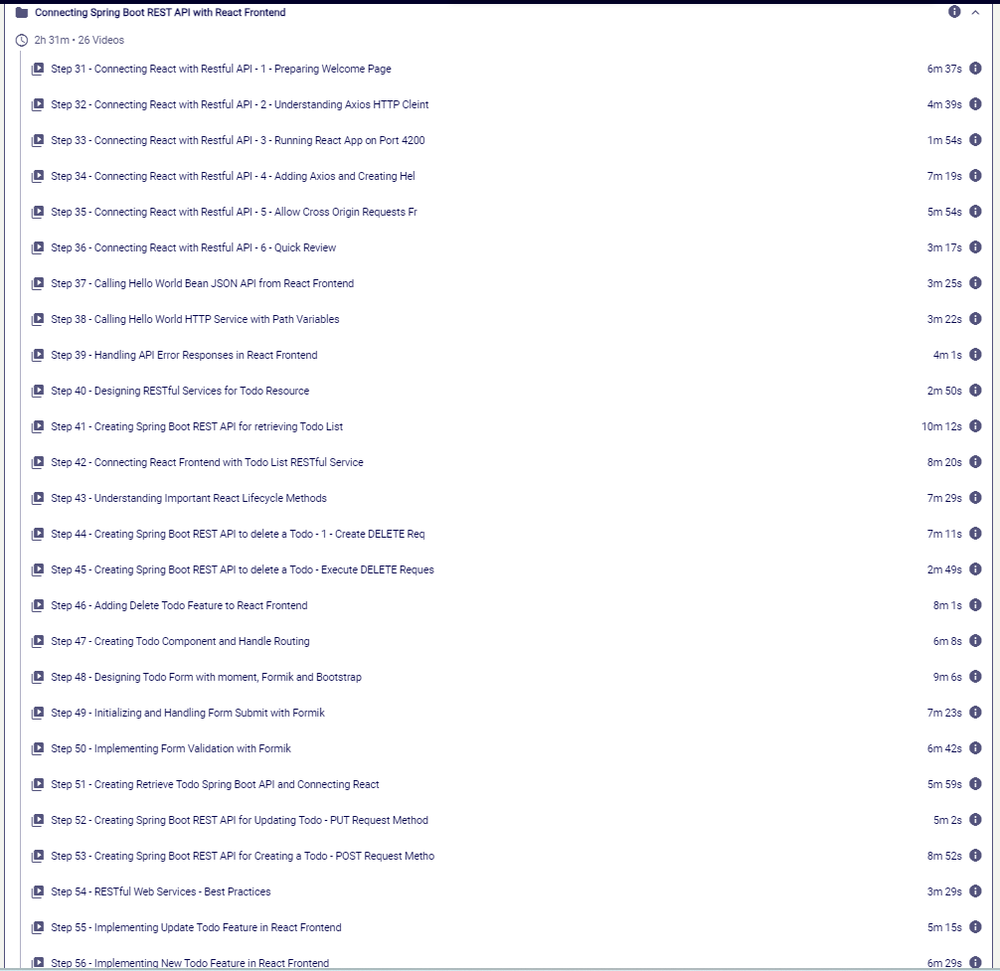 Connecting Spring Boot REST API with React Frontend
2h 31m • 26 Videos
Step 31 - Connecting React with Restful API - 1 - Preparing Welcome Page 6m 37s
Step 32 - Connecting React with Restful API - 2 - Understanding Axios HTTP Cleint 4m 39s
Step 33 - Connecting React with Restful API - 3 - Running React App on Port 4200 1m 54s
Step 34 - Connecting React with Restful API - 4 - Adding Axios and Creating Hel 7m 19s
Step 35 - Connecting React with Restful API - 5 - Allow Cross Origin Requests Fr 5m 54s
Step 36 - Connecting React with Restful API - 6 - Quick Review 3m 17s
Step 37 - Calling Hello World Bean JSON API from React Frontend 3m 25s
Step 38 - Calling Hello World HTTP Service with Path Variables 3m 22s
Step 39 - Handling API Error Responses in React Frontend 4m 1s
Step 40 - Designing RESTful Services for Todo Resource 2m 50s
Step 41 - Creating Spring Boot REST API for retrieving Todo List 10m 12s
Step 42 - Connecting React Frontend with Todo List RESTful Service 8m 20s
Step 43 - Understanding Important React Lifecycle Methods 7m 29s
Step 44 - Creating Spring Boot REST API to delete a Todo - 1 - Create DELETE Req 7m 11s
Step 45 - Creating Spring Boot REST API to delete a Todo - Execute DELETE Reques 2m 49s
Step 46 - Adding Delete Todo Feature to React Frontend 8m 1s
Step 47 - Creating Todo Component and Handle Routing 6m 8s
Step 48 - Designing Todo Form with moment, Formik and Bootstrap 9m 6s
Step 49 - Initializing and Handling Form Submit with Formik 7m 23s
Step 50 - Implementing Form Validation with Formik 6m 42s
Step 51 - Creating Retrieve Todo Spring Boot API and Connecting React 5m 59s
Step 52 - Creating Spring Boot REST API for Updating Todo - PUT Request Method 5m 2s
Step 53 - Creating Spring Boot REST API for Creating a Todo - POST Request Metho 8m 52s
Step 54 - RESTful Web Services - Best Practices 3m 29s
Step 55 - Implementing Update Todo Feature in React Frontend 5m 15s
Step 56 - Implementing New Todo Feature in React Frontend 6m 29s